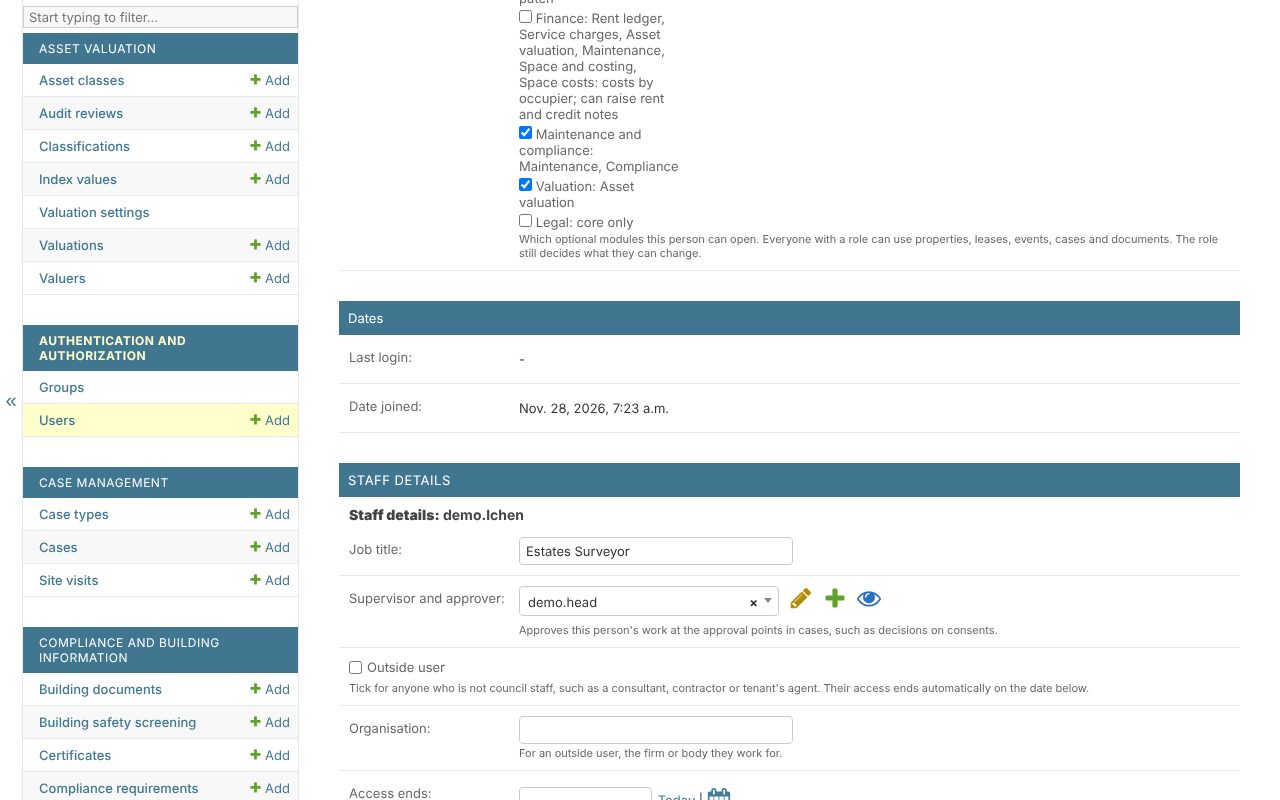 patch
Start typing to filter...
ASSET VALUATION
Asset classes Add
Audit reviews Add
Classifications Add
Index values Add
Valuation settings
Valuations Add
Valuers Add
AUTHENTICATION AND
AUTHORIZATION
Groups
Users Add
CASE MANAGEMENT
Case types Add
Cases Add
Site visits Add
COMPLIANCE AND BUILDING
INFORMATION
Building documents Add
Building safety screening Add
Certificates Add
Compliance requirements Add
«
Finance: Rent ledger,
Service charges, Asset
valuation, Maintenance,
Space and costing,
Space costs: costs by
occupier; can raise rent
and credit notes
Maintenance and
compliance:
Maintenance, Compliance
Valuation: Asset
valuation
Legal: core only
Which optional modules this person can open. Everyone with a role can use properties, leases, events, cases and documents. The role
still decides what they can change.
Dates
Last login: -
Date joined: Nov. 28, 2026, 7:23 a.m.
STAFF DETAILS
Staff details: demo.lchen
Job title: Estates Surveyor
Supervisor and approver: demo.head ×
Approves this person's work at the approval points in cases, such as decisions on consents.
Outside user
Tick for anyone who is not council staff, such as a consultant, contractor or tenant's agent. Their access ends automatically on the date below.
Organisation:
For an outside user, the firm or body they work for.
Access ends: Today |